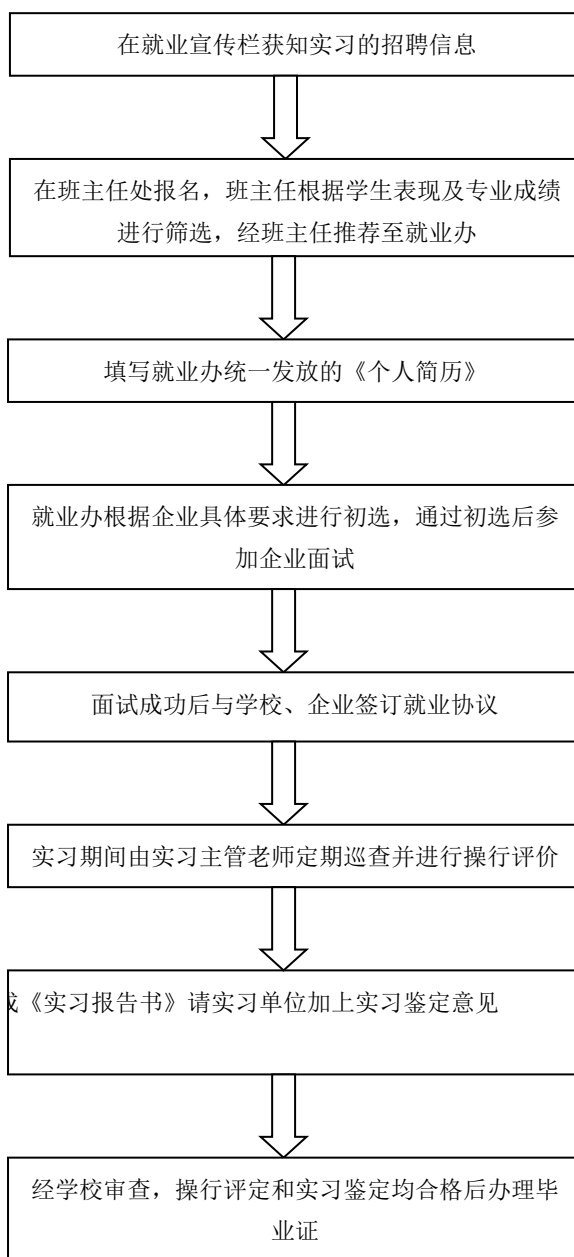 在就业宣传栏获知实习的招聘信息
在班主任处报名，班主任根据学生表现及专业成绩
进行筛选，经班主任推荐至就业办
填写就业办统一发放的《个人简历》
就业办根据企业具体要求进行初选，通过初选后参
加企业面试
面试成功后与学校、企业签订就业协议
实习期间由实习主管老师定期巡查并进行操行评价
《实习报告书》请实习单位加上实习鉴定意见
经学校审查，操行评定和实习鉴定均合格后办理毕
业证